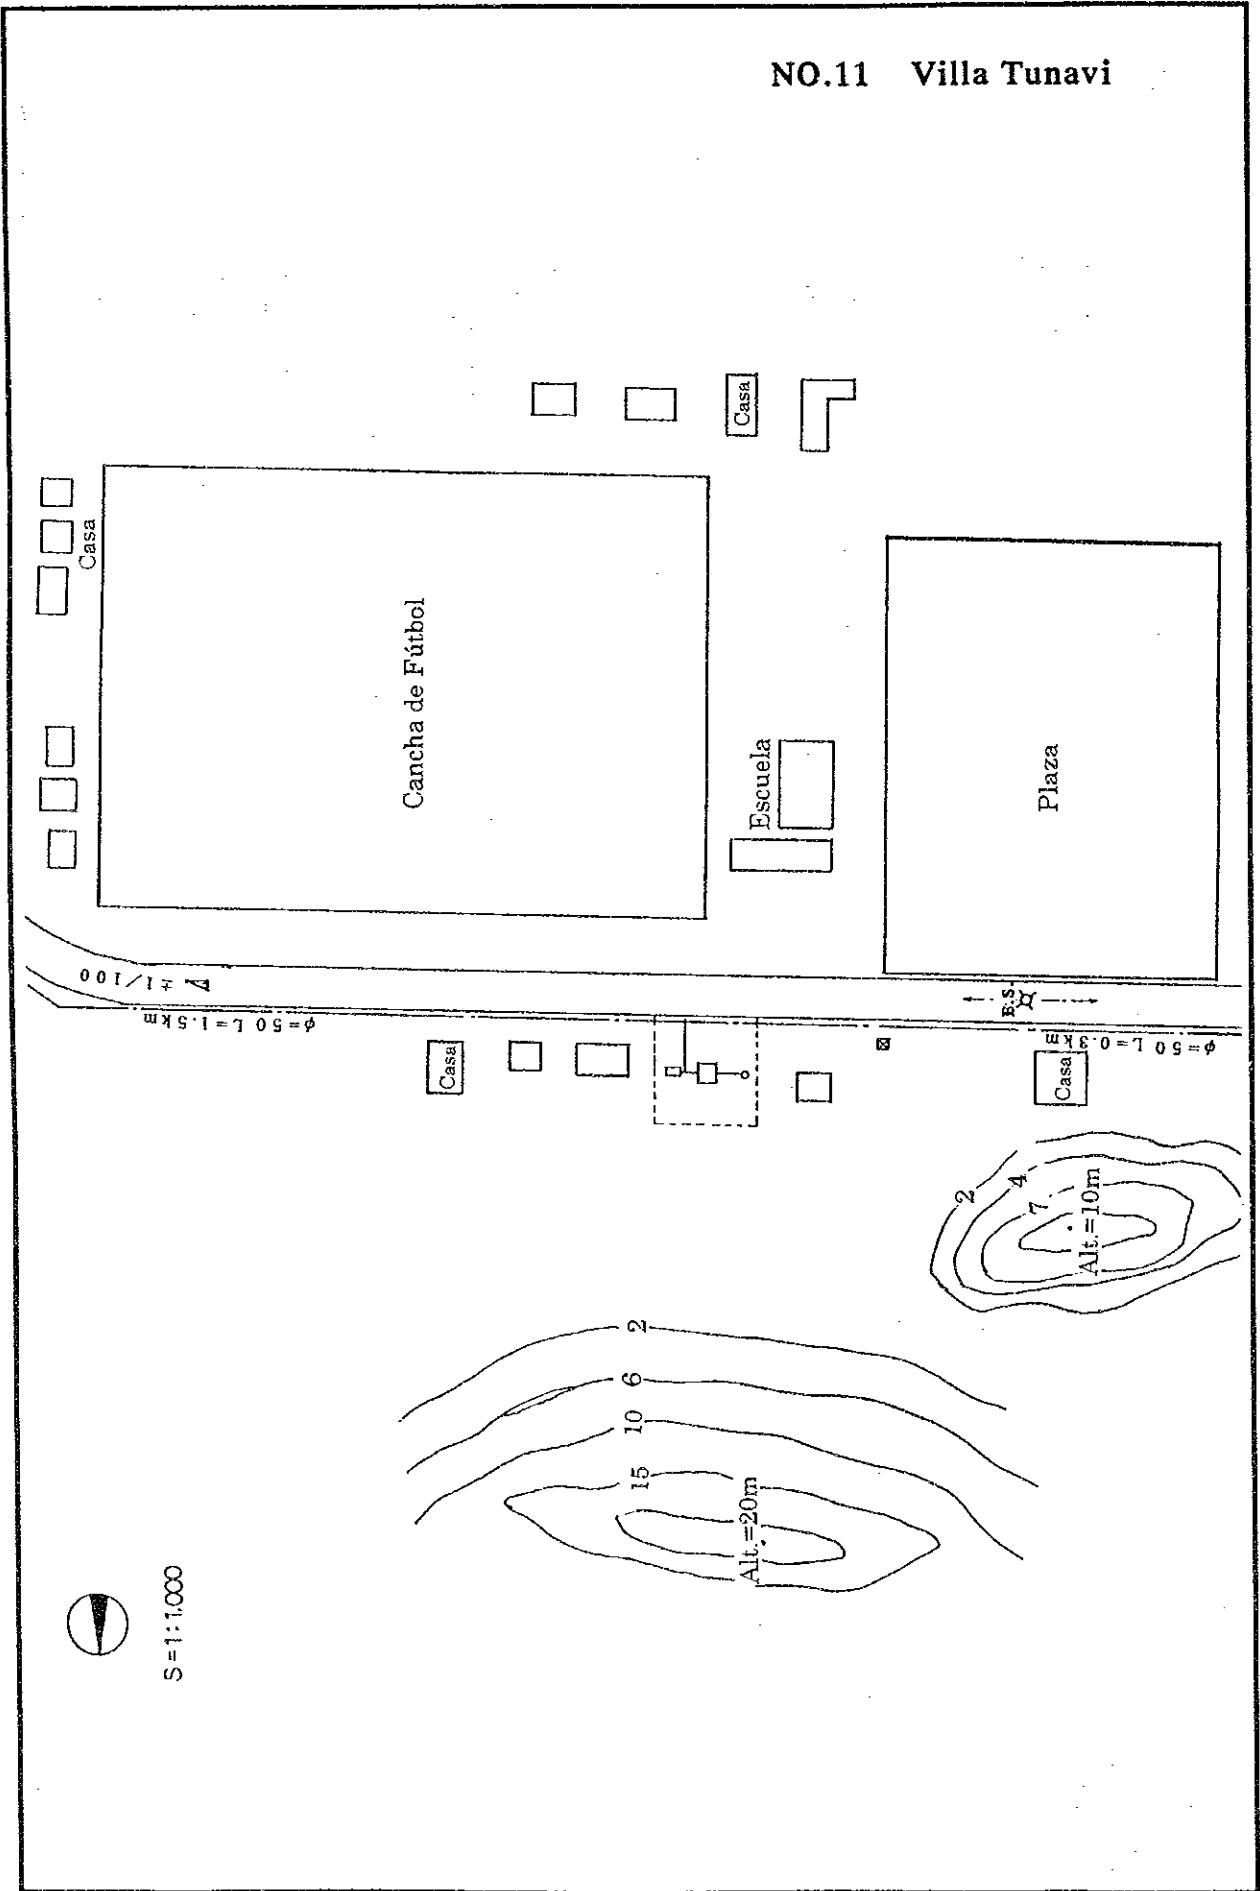 NO.11 Villa Tunavi
Casa
Casa
Cancha de Fútbol
Escuela
Plaza
≒1/100
φ=50 L=1.5km
E.S
φ=50 L=0.3km
Casa
Casa
2
4
7
Alt.=10m
2
6
10
15
Alt.=20m
S=1:1.000